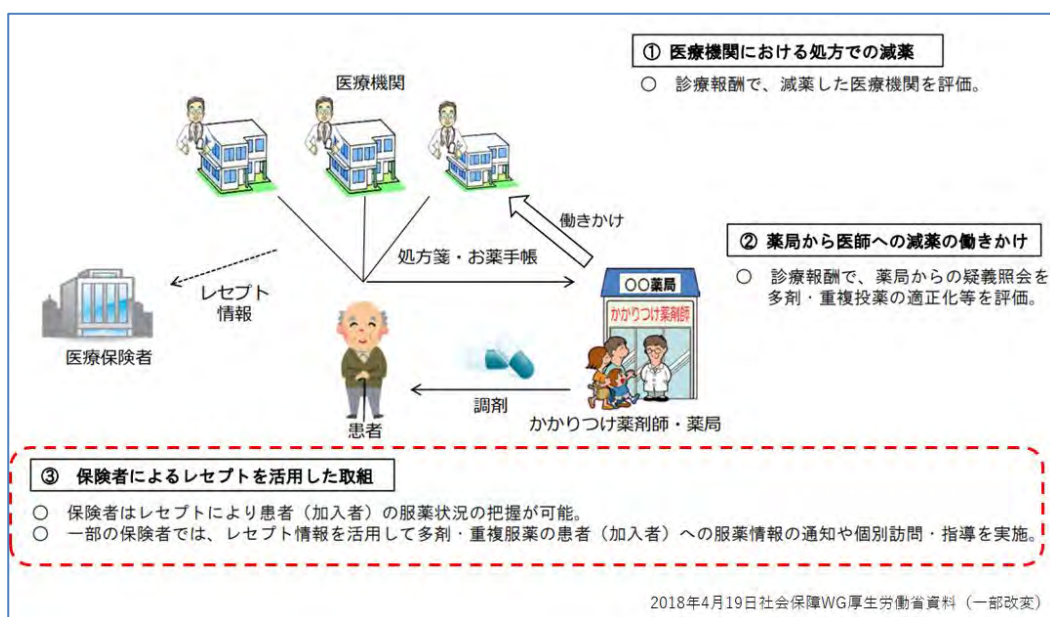 ① 医療機関における処方での減薬
○ 診療報酬で、減薬した医療機関を評価。
医療機関
働きかけ
② 薬局から医師への減薬の働きかけ
○ 診療報酬で、薬局からの疑義照会を
多剤・重複投薬の適正化等を評価。
処方箋・お薬手帳
レセプト
情報
医療保険者
〇〇薬局
かかりつけ薬剤師
調剤
患者
かかりつけ薬剤師・薬局
③ 保険者によるレセプトを活用した取組
○ 保険者はレセプトにより患者（加入者）の服薬状況の把握が可能。
○ 一部の保険者では、レセプト情報を活用して多剤・重複服薬の患者（加入者）への服薬情報の通知や個別訪問・指導を実施。
2018年4月19日社会保障WG厚生労働省資料（一部改変）